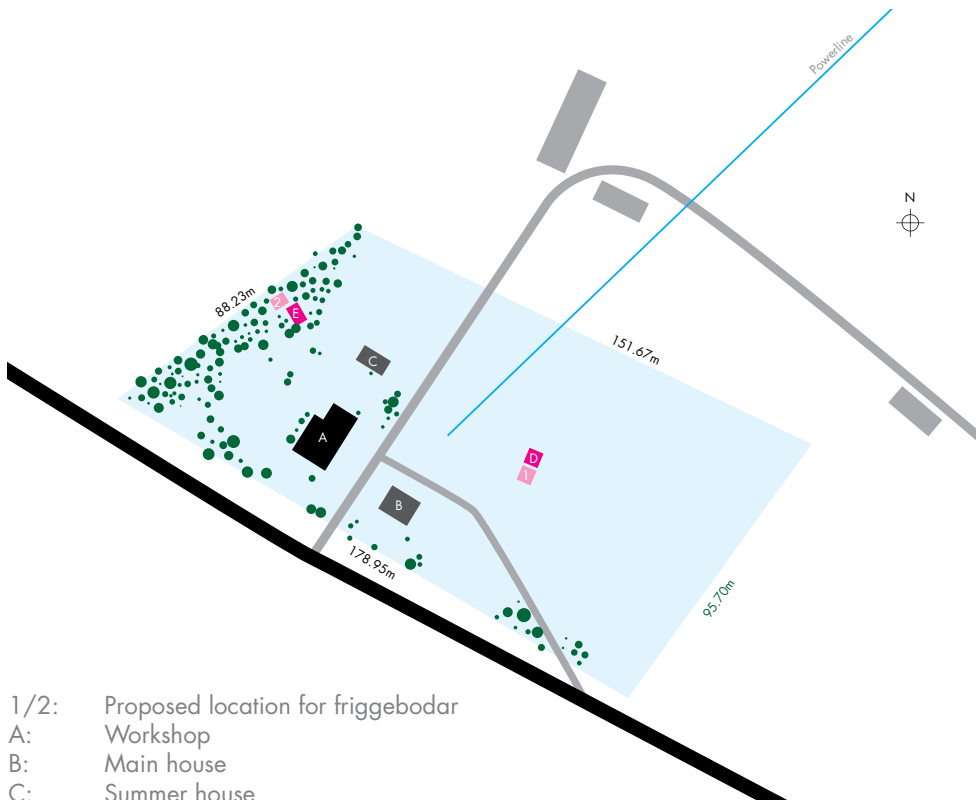 Powerline
N
88.23m
2
E
151.67m
C
A
D
1
B
178.95m
95.70m
1/2: Proposed location for friggebodar
A: Workshop
B: Main house
C: Summer house